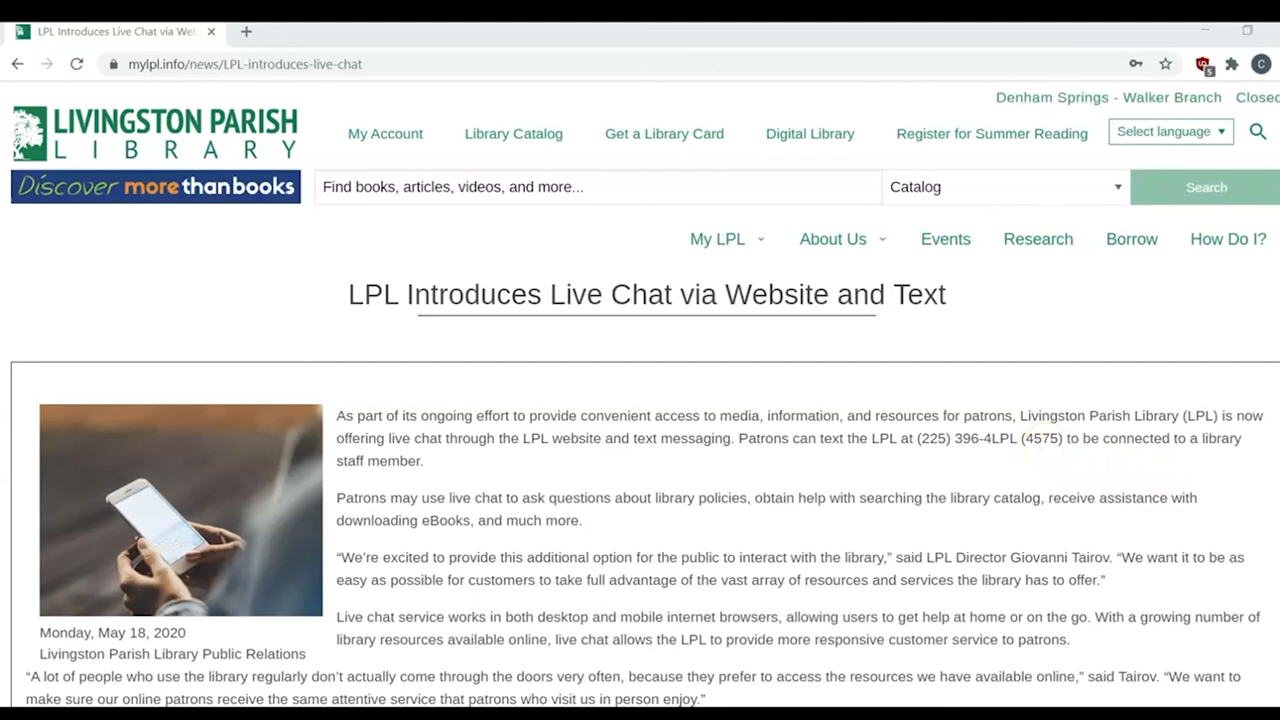 LPL Introduces Live Chat via Web
mylpl.info/news/LPL-introduces-live-chat
5
C
Denham Springs - Walker Branch Closed
LIVINGSTON PARISH
LIBRARY
My Account Library Catalog Get a Library Card Digital Library Register for Summer Reading Select language
Discover more than books
Find books, articles, videos, and more... Catalog Search
My LPL About Us Events Research Borrow How Do I?
LPL Introduces Live Chat via Website and Text
As part of its ongoing effort to provide convenient access to media, information, and resources for patrons, Livingston Parish Library (LPL) is now
offering live chat through the LPL website and text messaging. Patrons can text the LPL at (225) 396-4LPL (4575) to be connected to a library
staff member.
Patrons may use live chat to ask questions about library policies, obtain help with searching the library catalog, receive assistance with
downloading eBooks, and much more.
“We’re excited to provide this additional option for the public to interact with the library,” said LPL Director Giovanni Tairov. “We want it to be as
easy as possible for customers to take full advantage of the vast array of resources and services the library has to offer.”
Live chat service works in both desktop and mobile internet browsers, allowing users to get help at home or on the go. With a growing number of
library resources available online, live chat allows the LPL to provide more responsive customer service to patrons.
Monday, May 18, 2020
Livingston Parish Library Public Relations
“A lot of people who use the library regularly don’t actually come through the doors very often, because they prefer to access the resources we have available online,” said Tairov. “We want to
make sure our online patrons receive the same attentive service that patrons who visit us in person enjoy.”